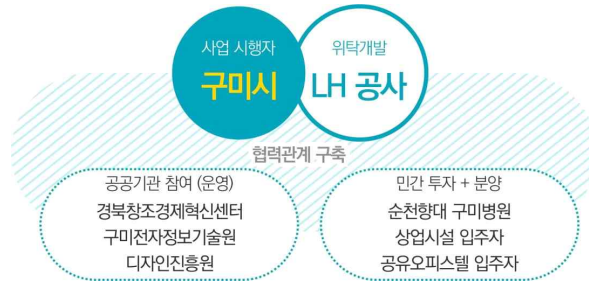 사업 시행자
구미시
위탁개발
LH 공사
협력관계 구축
공공기관 참여 (운영)
경북창조경제혁신센터
구미전자정보기술원
디자인진흥원
민간 투자 + 분양
순천향대 구미병원
상업시설 입주자
공유오피스텔 입주자